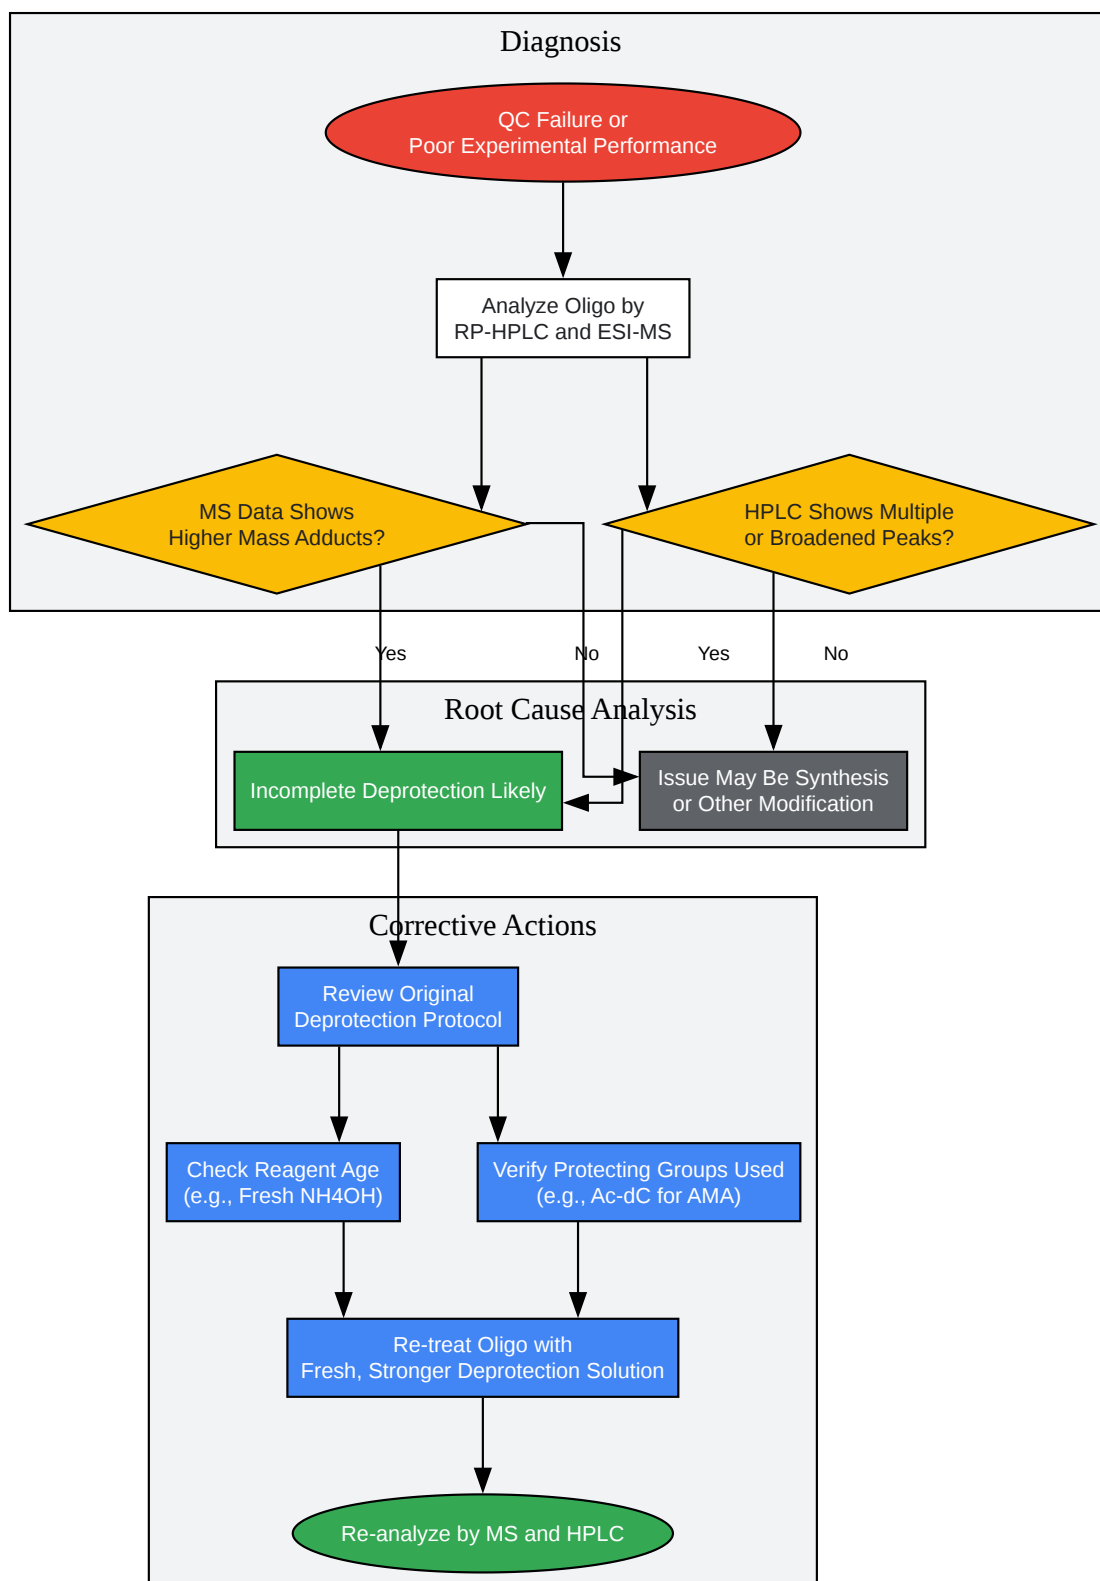 Diagnosis
QC Failure or
Poor Experimental Performance
Analyze Oligo by
RP-HPLC and ESI-MS
MS Data Shows
Higher Mass Adducts?
HPLC Shows Multiple
or Broadened Peaks?
Yes
No
Yes
No
Root Cause Analysis
Incomplete Deprotection Likely
Issue May Be Synthesis
or Other Modification
Corrective Actions
Review Original
Deprotection Protocol
Check Reagent Age
(e.g., Fresh NH4OH)
Verify Protecting Groups Used
(e.g., Ac-dC for AMA)
Re-treat Oligo with
Fresh, Stronger Deprotection Solution
Re-analyze by MS and HPLC